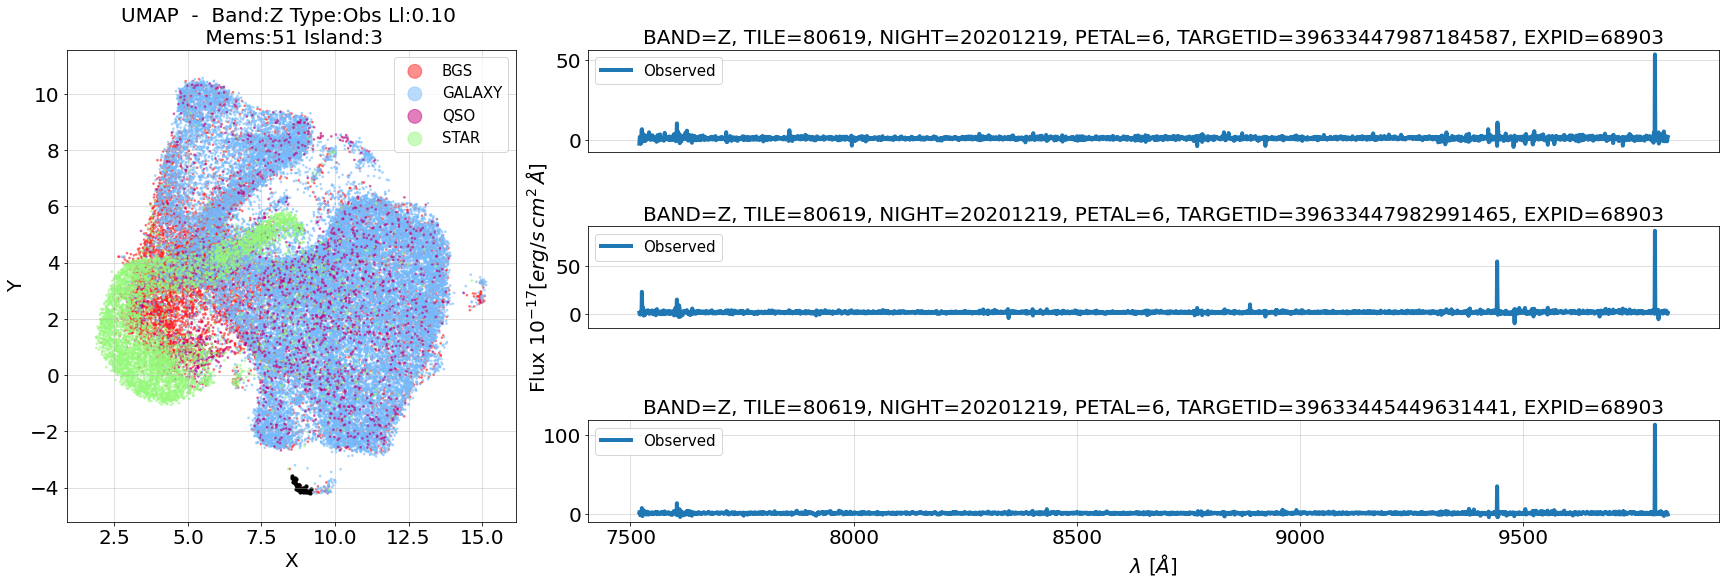 UMAP  -  Band:Z Type:Obs Ll:0.10
Mems:51 Island:3
BGS
GALAXY
QSO
STAR
10
8
6
4
2
0
−2
−4
Y
2.5 5.0 7.5 10.0 12.5 15.0
X
Flux 10⁻¹⁷[erg/s cm² Å]
BAND=Z, TILE=80619, NIGHT=20201219, PETAL=6, TARGETID=39633447987184587, EXPID=68903
Observed
50
0
BAND=Z, TILE=80619, NIGHT=20201219, PETAL=6, TARGETID=39633447982991465, EXPID=68903
Observed
50
0
BAND=Z, TILE=80619, NIGHT=20201219, PETAL=6, TARGETID=39633445449631441, EXPID=68903
Observed
100
0
7500 8000 8500 9000 9500
λ [Å]